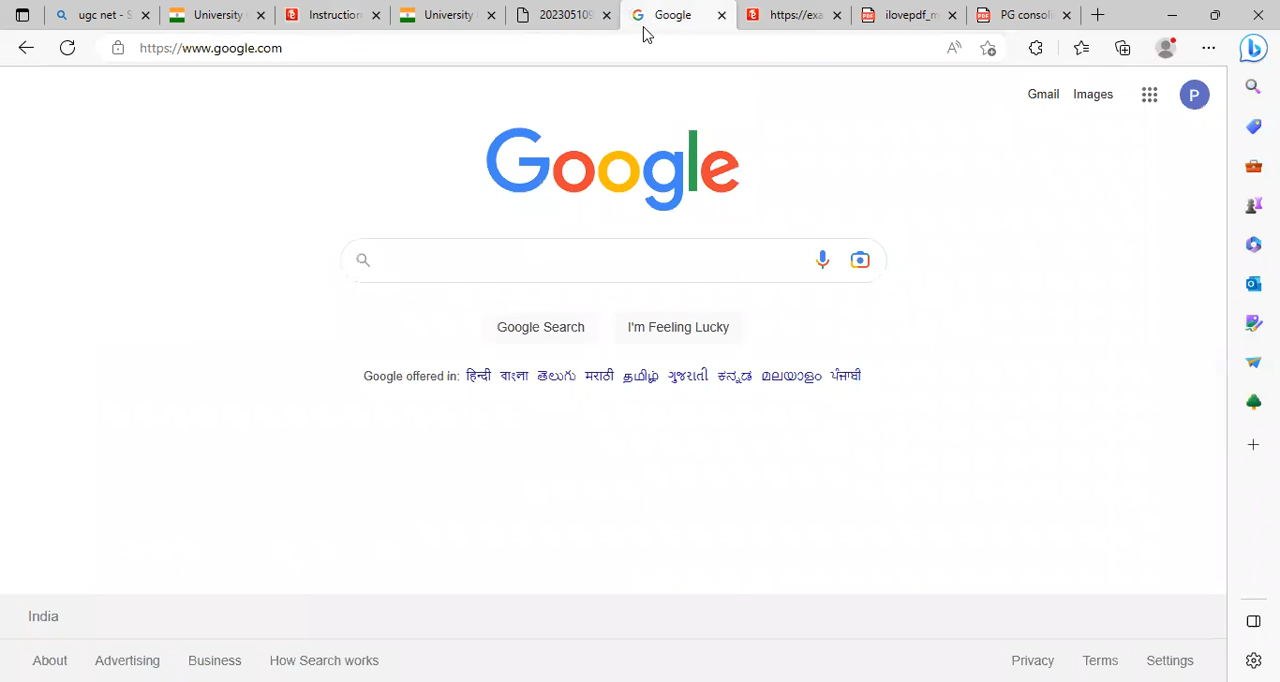 ugc net - S
University
Instruction
University
202305109
Google
https://exa
ilovepdf_m
PG consoli
https://www.google.com
Gmail Images P
Google
Google Search I'm Feeling Lucky
Google offered in: हिन्दी বাংলা తెలుగు मराठी தமிழ் ગુજરાતી ಕನ್ನಡ മലയാളം ਪੰਜਾਬੀ
India
About Advertising Business How Search works Privacy Terms Settings